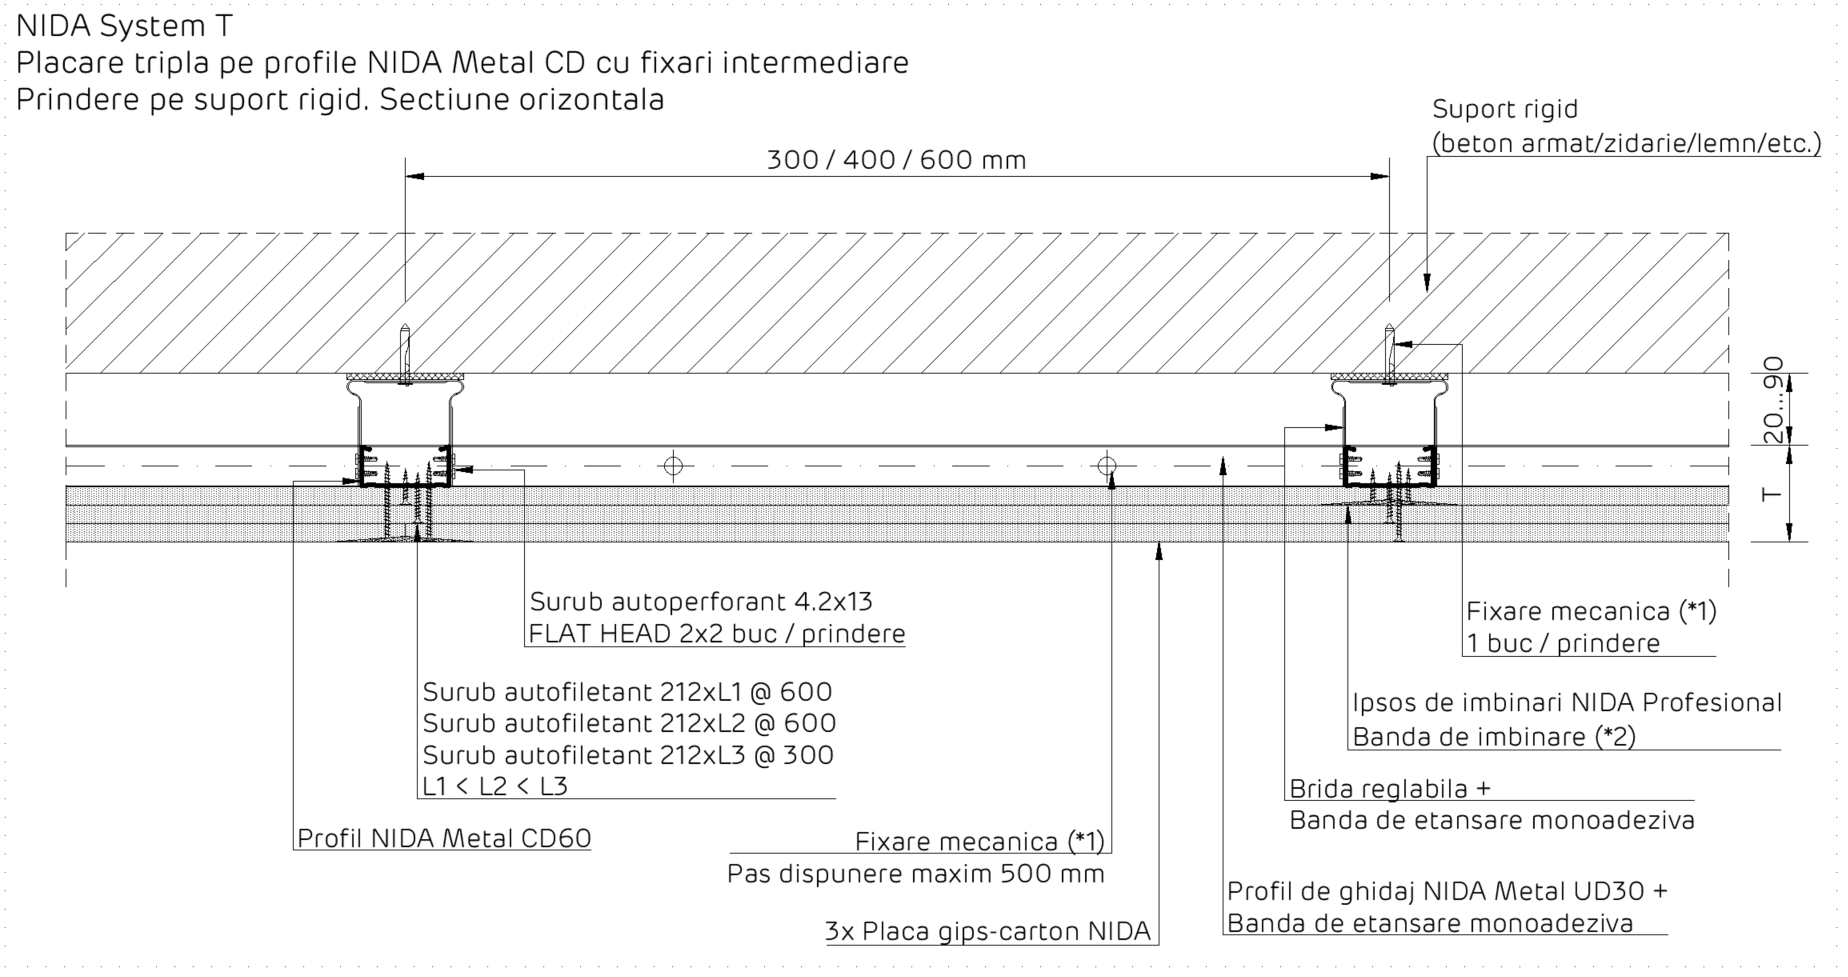 NIDA System T
Placare tripla pe profile NIDA Metal CD cu fixari intermediare
Prindere pe suport rigid. Sectiune orizontala
Suport rigid
(beton armat/zidarie/lemn/etc.)
300 / 400 / 600 mm
20...90
T
Surub autoperforant 4.2x13
FLAT HEAD 2x2 buc / prindere
Fixare mecanica (*1)
1 buc / prindere
Surub autofiletant 212xL1 @ 600
Surub autofiletant 212xL2 @ 600
Surub autofiletant 212xL3 @ 300
L1 < L2 < L3
Ipsos de imbinari NIDA Profesional
Banda de imbinare (*2)
Brida reglabila +
Banda de etansare monoadeziva
Profil NIDA Metal CD60
Fixare mecanica (*1)
Pas dispunere maxim 500 mm
Profil de ghidaj NIDA Metal UD30 +
Banda de etansare monoadeziva
3x Placa gips-carton NIDA